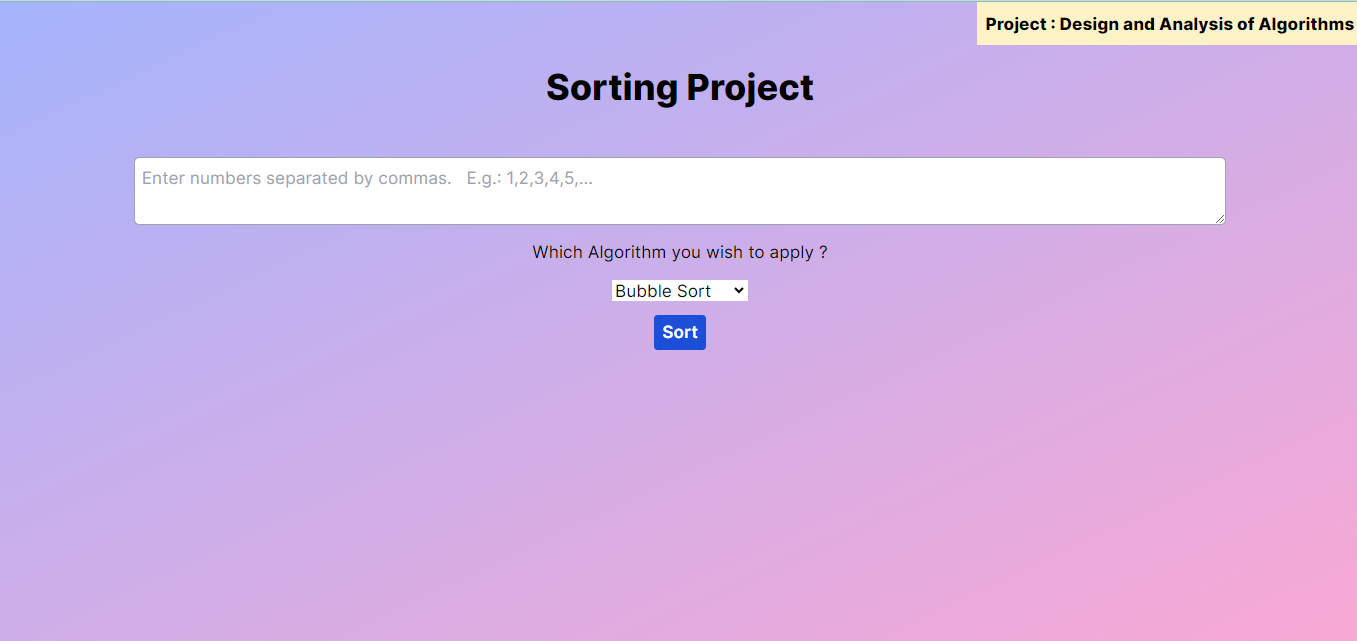 Project : Design and Analysis of Algorithms
Sorting Project
Enter numbers separated by commas.   E.g.: 1,2,3,4,5,...
Which Algorithm you wish to apply ?
Bubble Sort
Sort